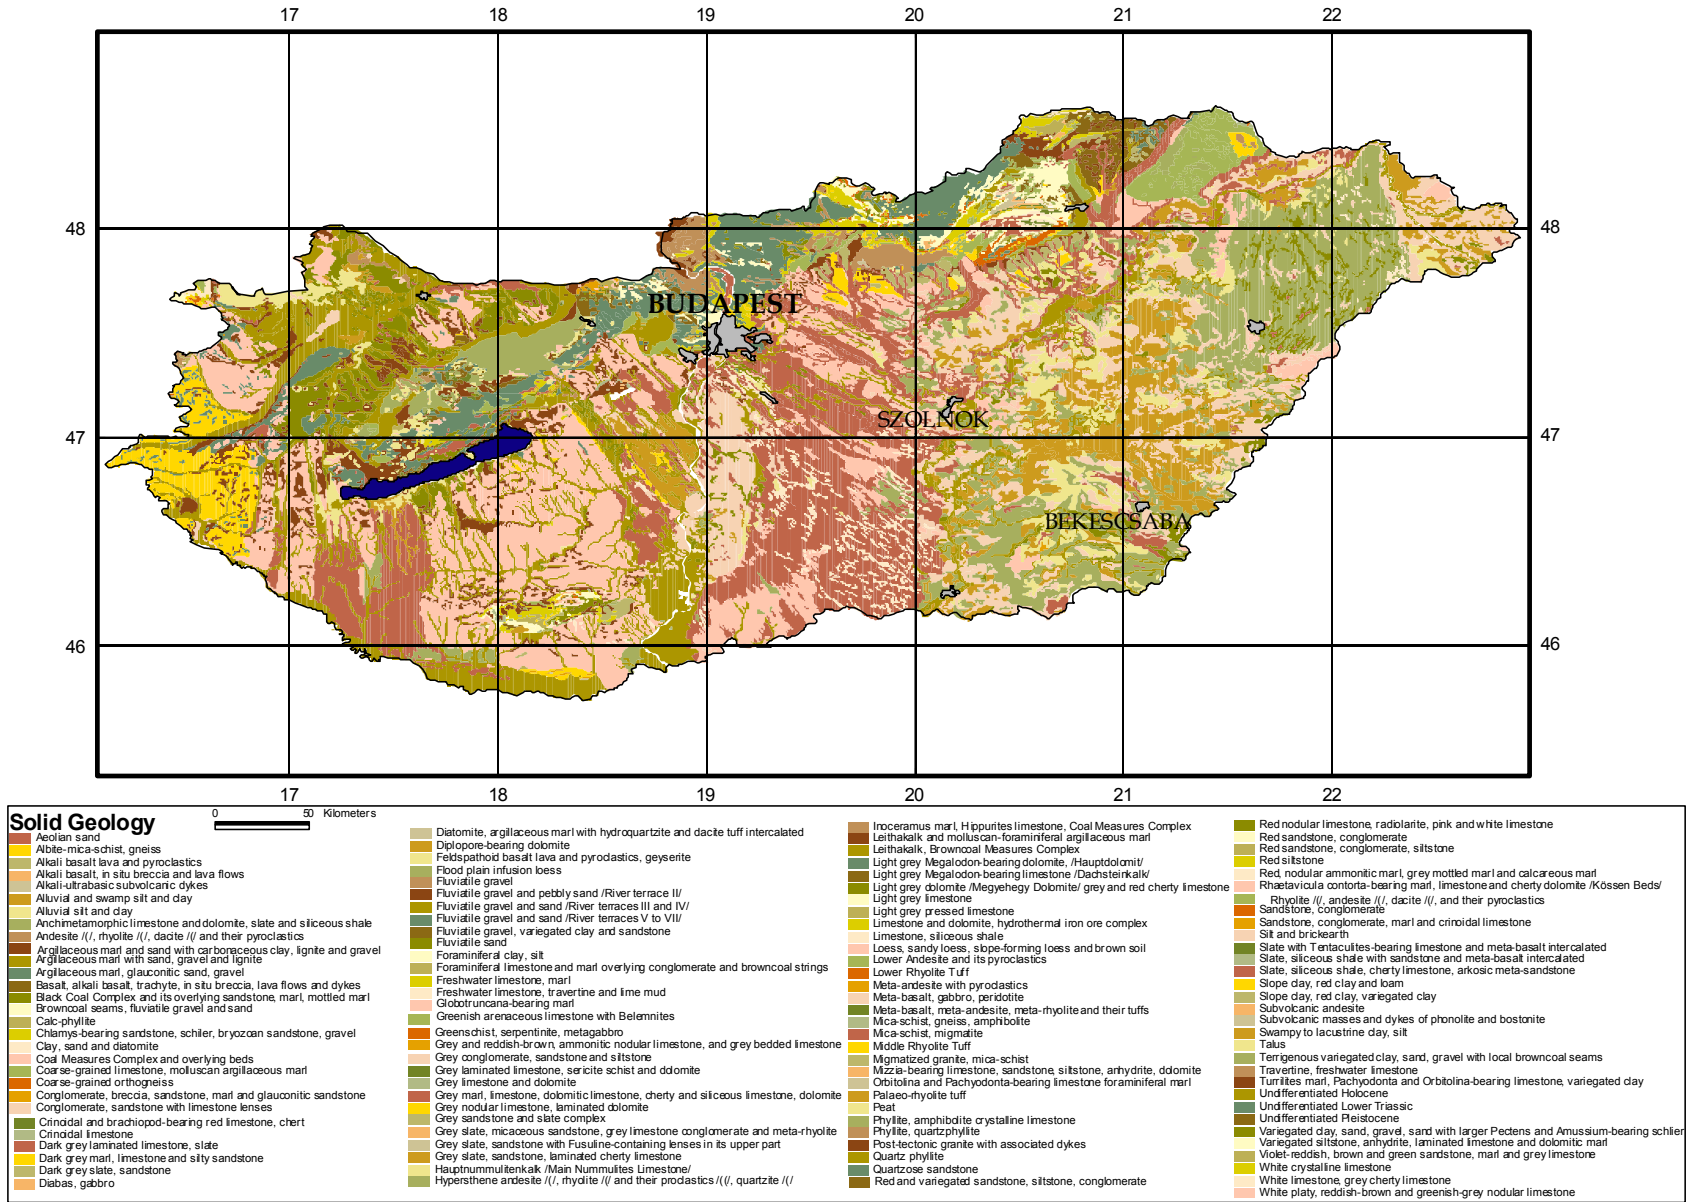 17 18 19 20 21 22
48 48
BUDAPEST
47 47
SZOLNOK
BEKESCSABA
46 46
17 18 19 20 21 22
Solid Geology
0 50 Kilometers
Aeolian sand
Albite-mica-schist, gneiss
Alkali basalt lava and pyroclastics
Alkali basalt, in situ breccia and lava flows
Alkali-ultrabasic subvolcanic dykes
Alluvial and swamp silt and clay
Alluvial silt and clay
Anchimetamorphic limestone and dolomite, slate and siliceous shale
Andesite /(/, rhyolite /(/, dacite /(/ and their pyroclastics
Argillaceous marl and sand with carbonaceous clay, lignite and gravel
Argillaceous marl with sand, gravel and lignite
Argillaceous marl, glauconitic sand, gravel
Basalt, alkali basalt, trachyte, in situ breccia, lava flows and dykes
Black Coal Complex and its overlying sandstone, marl, mottled marl
Browncoal seams, fluviatile gravel and sand
Calc-phyllite
Chlamys-bearing sandstone, schiler, bryozoan sandstone, gravel
Clay, sand and diatomite
Coal Measures Complex and overlying beds
Coarse-grained limestone, molluscan argillaceous marl
Coarse-grained orthogneiss
Conglomerate, breccia, sandstone, marl and glauconitic sandstone
Conglomerate, sandstone with limestone lenses
Crinoidal and brachiopod-bearing red limestone, chert
Crinoidal limestone
Dark grey laminated limestone, slate
Dark grey marl, limestone and silty sandstone
Dark grey slate, sandstone
Diabas, gabbro
Diatomite, argillaceous marl with hydroquartzite and dacite tuff intercalated
Diplopore-bearing dolomite
Feldspathoid basalt lava and pyroclastics, geyserite
Flood plain infusion loess
Fluviatile gravel
Fluviatile gravel and pebbly sand /River terrace II/
Fluviatile gravel and sand /River terraces III and IV/
Fluviatile gravel and sand /River terraces V to VII/
Fluviatile gravel, variegated clay and sandstone
Fluviatile sand
Foraminiferal clay, silt
Foraminiferal limestone and marl overlying conglomerate and browncoal strings
Freshwater limestone, marl
Freshwater limestone, travertine and lime mud
Globotruncana-bearing marl
Greenish arenaceous limestone with Belemnites
Greenschist, serpentinite, metagabbro
Grey and reddish-brown, ammonitic nodular limestone, and grey bedded limestone
Grey conglomerate, sandstone and siltstone
Grey laminated limestone, sericite schist and dolomite
Grey limestone and dolomite
Grey marl, limestone, dolomitic limestone, cherty and siliceous limestone, dolomite
Grey nodular limestone, laminated dolomite
Grey sandstone and slate complex
Grey slate, micaceous sandstone, grey limestone conglomerate and meta-rhyolite
Grey slate, sandstone with Fusuline-containing lenses in its upper part
Grey slate, sandstone, laminated cherty limestone
Hauptnummulitenkalk /Main Nummulites Limestone/
Hypersthene andesite /(/, rhyolite /(/ and their proclastics /((/, quartzite /(/
Inoceramus marl, Hippurites limestone, Coal Measures Complex
Leithakalk and molluscan-foraminiferal argillaceous marl
Leithakalk, Browncoal Measures Complex
Light grey Megalodon-bearing dolomite, /Hauptdolomit/
Light grey Megalodon-bearing limestone /Dachsteinkalk/
Light grey dolomite /Megyehegy Dolomite/ grey and red cherty limestone
Light grey limestone
Light grey pressed limestone
Limestone and dolomite, hydrothermal iron ore complex
Limestone, siliceous shale
Loess, sandy loess, slope-forming loess and brown soil
Lower Andesite and its pyroclastics
Lower Rhyolite Tuff
Meta-andesite with pyroclastics
Meta-basalt, gabbro, peridotite
Meta-basalt, meta-andesite, meta-rhyolite and their tuffs
Mica-schist, gneiss, amphibolite
Mica-schist, migmatite
Middle Rhyolite Tuff
Migmatized granite, mica-schist
Mizzia-bearing limestone, sandstone, siltstone, anhydrite, dolomite
Orbitolina and Pachyodonta-bearing limestone foraminiferal marl
Palaeo-rhyolite tuff
Peat
Phyllite, amphibolite crystalline limestone
Phyllite, quartzphyllite
Post-tectonic granite with associated dykes
Quartz phyllite
Quartzose sandstone
Red and variegated sandstone, siltstone, conglomerate
Red nodular limestone, radiolarite, pink and white limestone
Red sandstone, conglomerate
Red sandstone, conglomerate, siltstone
Red siltstone
Red, nodular ammonitic marl, grey mottled marl and calcareous marl
Rhaetavicula contorta-bearing marl, limestone and cherty dolomite /Kössen Beds/
Rhyolite /(/, andesite /(/, dacite /(/, and their pyroclastics
Sandstone, conglomerate
Sandstone, conglomerate, marl and crinoidal limestone
Silt and brickearth
Slate with Tentaculites-bearing limestone and meta-basalt intercalated
Slate, siliceous shale with sandstone and meta-basalt intercalated
Slate, siliceous shale, cherty limestone, arkosic meta-sandstone
Slope clay, red clay and loam
Slope clay, red clay, variegated clay
Subvolcanic andesite
Subvolcanic masses and dykes of phonolite and bostonite
Swampy to lacustrine clay, silt
Talus
Terrigenous variegated clay, sand, gravel with local browncoal seams
Travertine, freshwater limestone
Turrilites marl, Pachyodonta and Orbitolina-bearing limestone, variegated clay
Undifferentiated Holocene
Undifferentiated Lower Triassic
Undifferentiated Pleistocene
Variegated clay, sand, gravel, sand with larger Pectens and Amussium-bearing schlier
Variegated siltstone, anhydrite, laminated limestone and dolomitic marl
Violet-reddish, brown and green sandstone, marl and grey limestone
White crystalline limestone
White limestone, grey cherty limestone
White platy, reddish-brown and greenish-grey nodular limestone